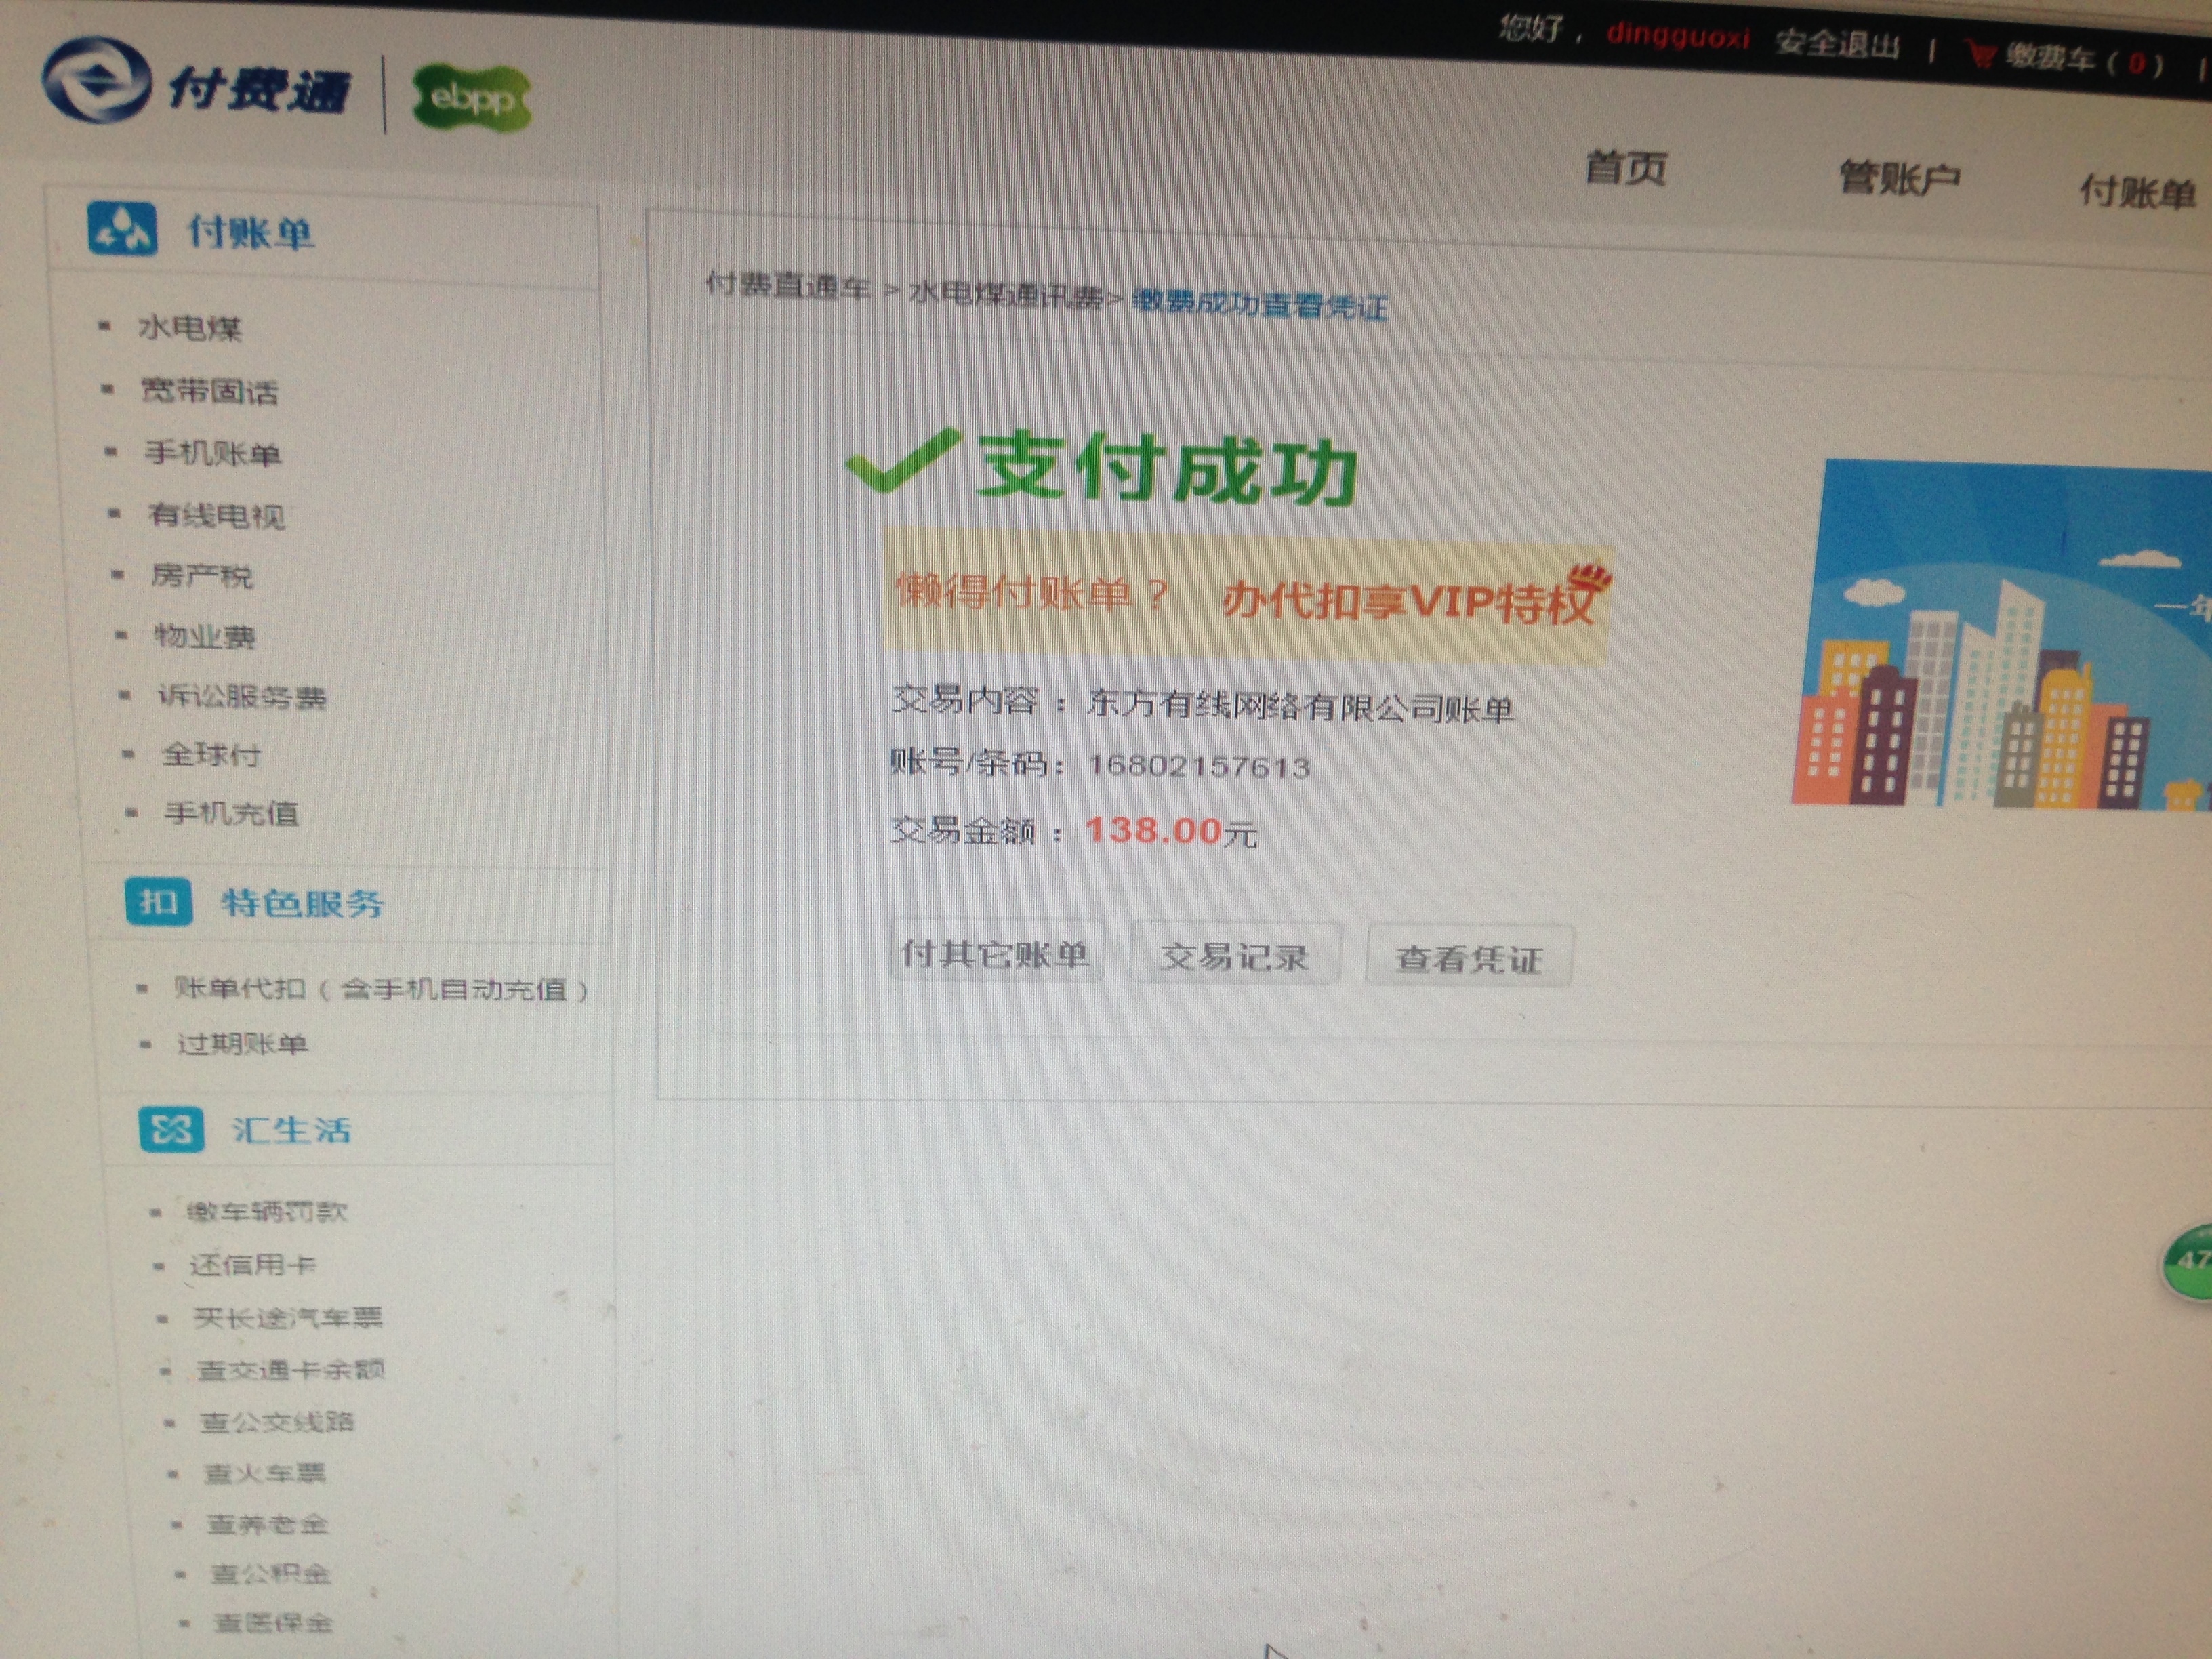 您好， dingguoxi 安全退出 | 缴费车（0） |
付费通 | ebpp
首页 管账户 付账单
付账单
水电煤
宽带固话
手机账单
有线电视
房产税
物业费
诉讼服务费
全球付
手机充值
扣 特色服务
账单代扣（含手机自动充值）
过期账单
汇生活
缴车辆罚款
还信用卡
买长途汽车票
查交通卡余额
查公交线路
查火车票
查养老金
查公积金
查医保金
付费直通车 > 水电煤通讯费> 缴费成功查看凭证
支付成功
懒得付账单？ 办代扣享VIP特权
交易内容 ： 东方有线网络有限公司账单
账号/条码： 16802157613
交易金额 ： 138.00元
付其它账单 交易记录 查看凭证
一年
47